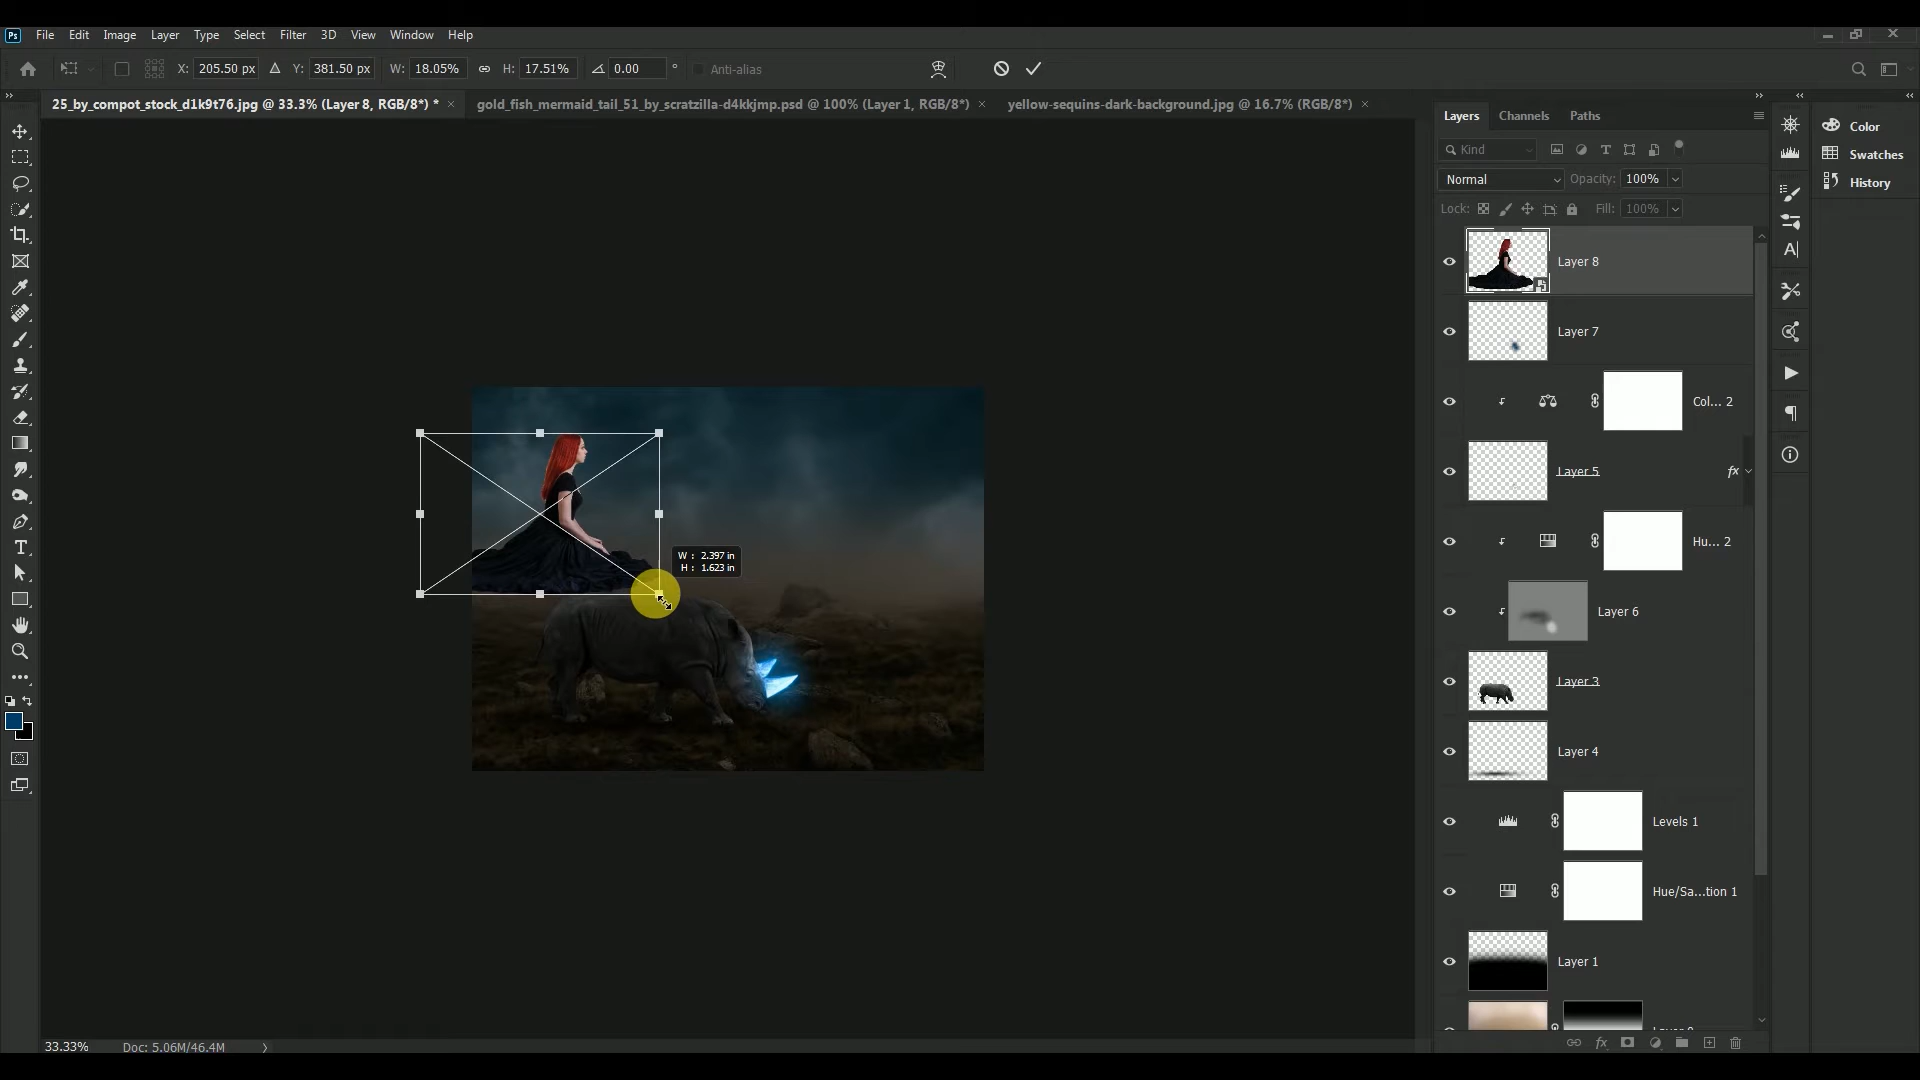 Ps File Edit Image Layer Type Select Filter 3D View Window Help
X: 205.50 px Y: 381.50 px W: 18.05% H: 17.51% 0.00 ° Anti-alias
25_by_compot_stock_d1k9t76.jpg @ 33.3% (Layer 8, RGB/8*) * × gold_fish_mermaid_tail_51_by_scratzilla-d4kkjmp.psd @ 100% (Layer 1, RGB/8*) × yellow-sequins-dark-background.jpg @ 16.7% (RGB/8*) ×
Layers Channels Paths
Color
Swatches
History
Kind
Normal Opacity: 100%
Lock: Fill: 100%
Layer 8
Layer 7
Col... 2
Layer 5 fx
Hu... 2
Layer 6
Layer 3
Layer 4
Levels 1
Hue/Sa...tion 1
Layer 1
W : 2.397 in
H : 1.623 in
33.33% Doc: 5.06M/46.4M
fx